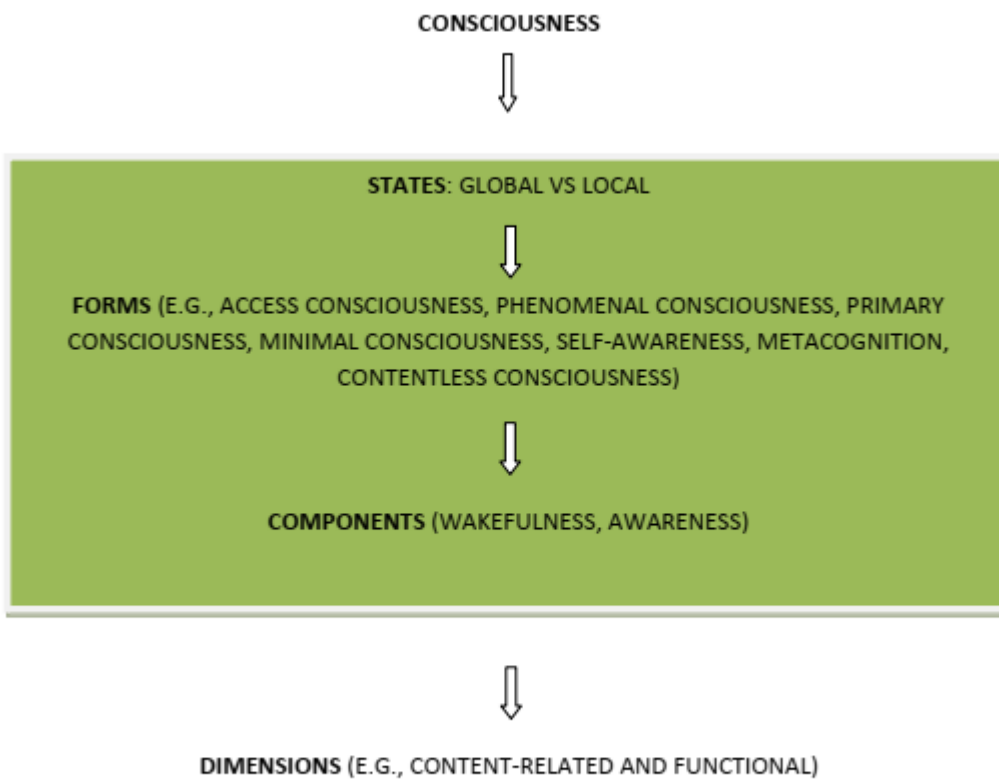 CONSCIOUSNESS
STATES: GLOBAL VS LOCAL
FORMS (E.G., ACCESS CONSCIOUSNESS, PHENOMENAL CONSCIOUSNESS, PRIMARY
CONSCIOUSNESS, MINIMAL CONSCIOUSNESS, SELF-AWARENESS, METACOGNITION,
CONTENTLESS CONSCIOUSNESS)
COMPONENTS (WAKEFULNESS, AWARENESS)
DIMENSIONS (E.G., CONTENT-RELATED AND FUNCTIONAL)